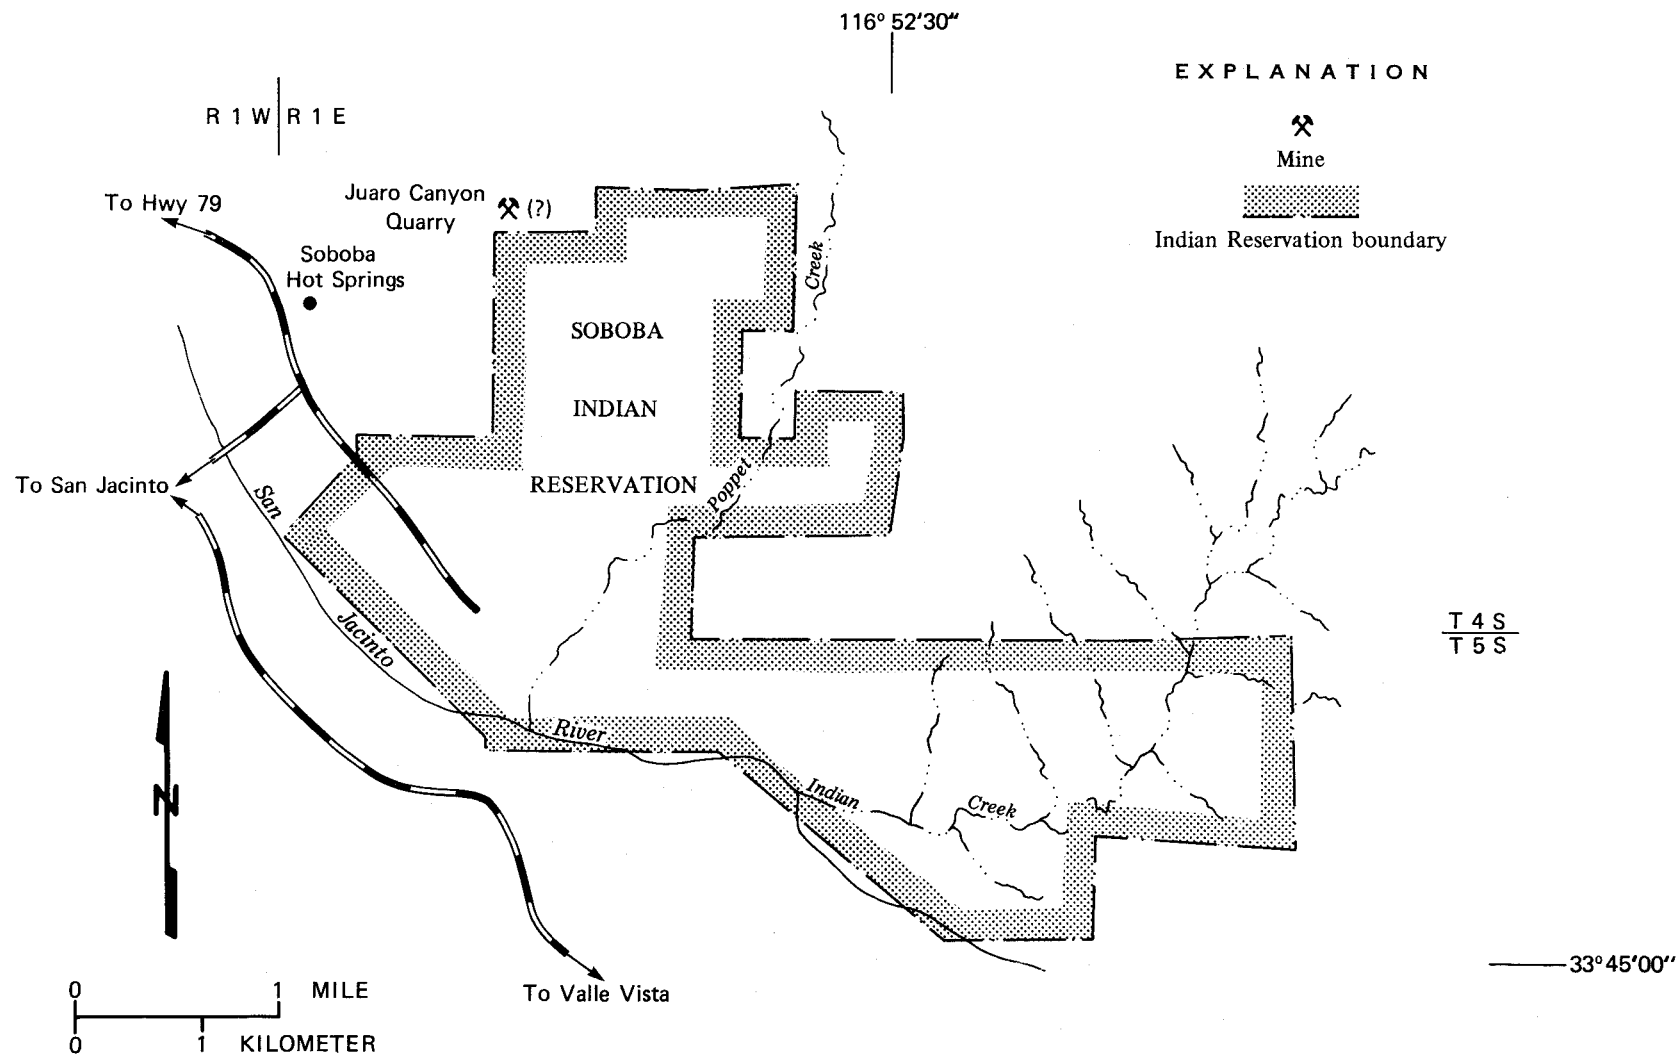 116° 52'30"
EXPLANATION
R 1 W R 1 E
Mine
Indian Reservation boundary
To Hwy 79
Juaro Canyon
Quarry
(?)
Soboba
Hot Springs
Creek
SOBOBA
INDIAN
RESERVATION
Poppet
To San Jacinto
San
Jacinto
River
Indian
Creek
T 4 S
T 5 S
N
33° 45'00"
0 1 MILE
0 1 KILOMETER
To Valle Vista